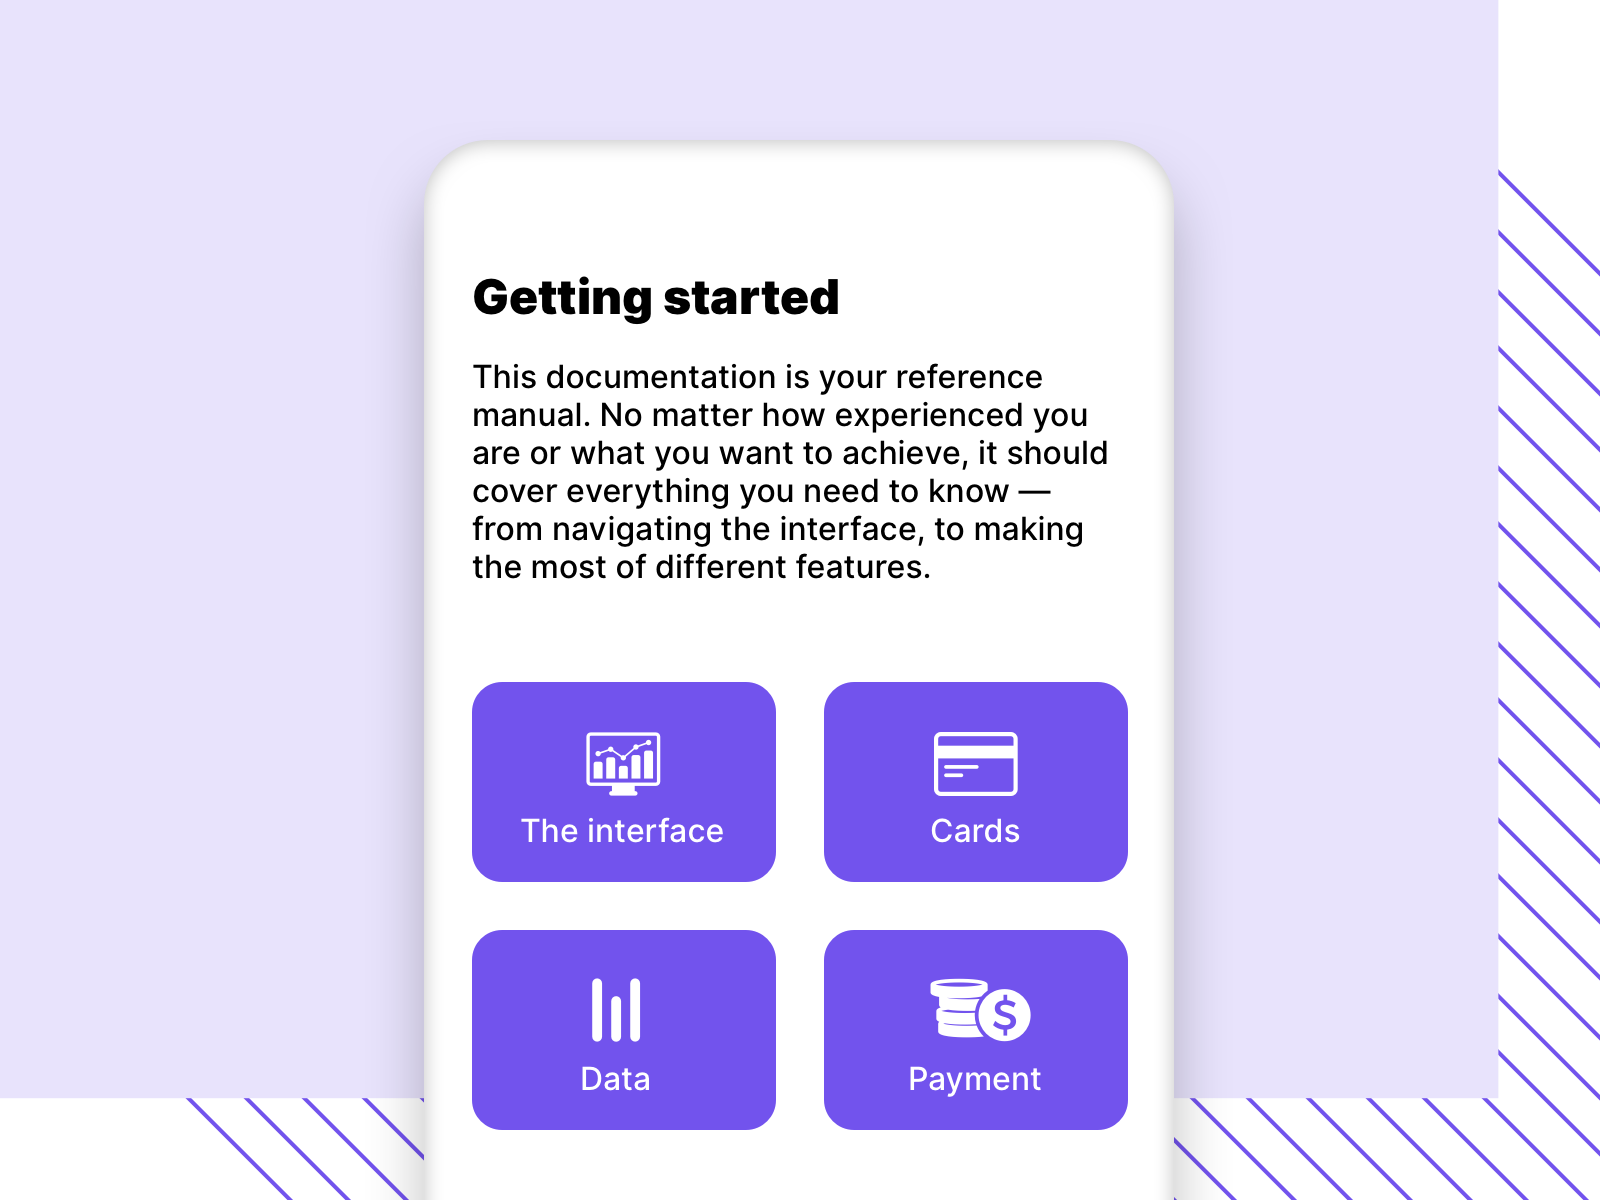 Getting started
This documentation is your reference
manual. No matter how experienced you
are or what you want to achieve, it should
cover everything you need to know —
from navigating the interface, to making
the most of different features.
The interface
Cards
$
Data
Payment